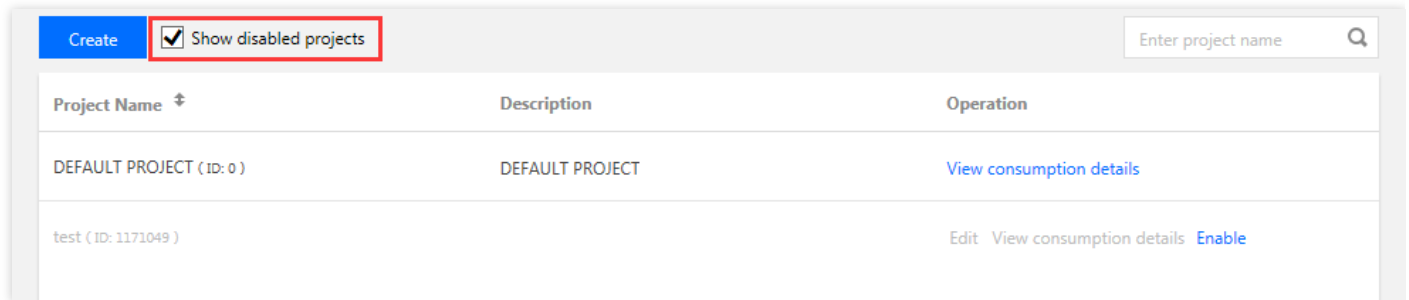 Create Show disabled projects Enter project name
Project Name Description Operation
DEFAULT PROJECT ( ID: 0 ) DEFAULT PROJECT View consumption details
test ( ID: 1171049 ) Edit View consumption details Enable